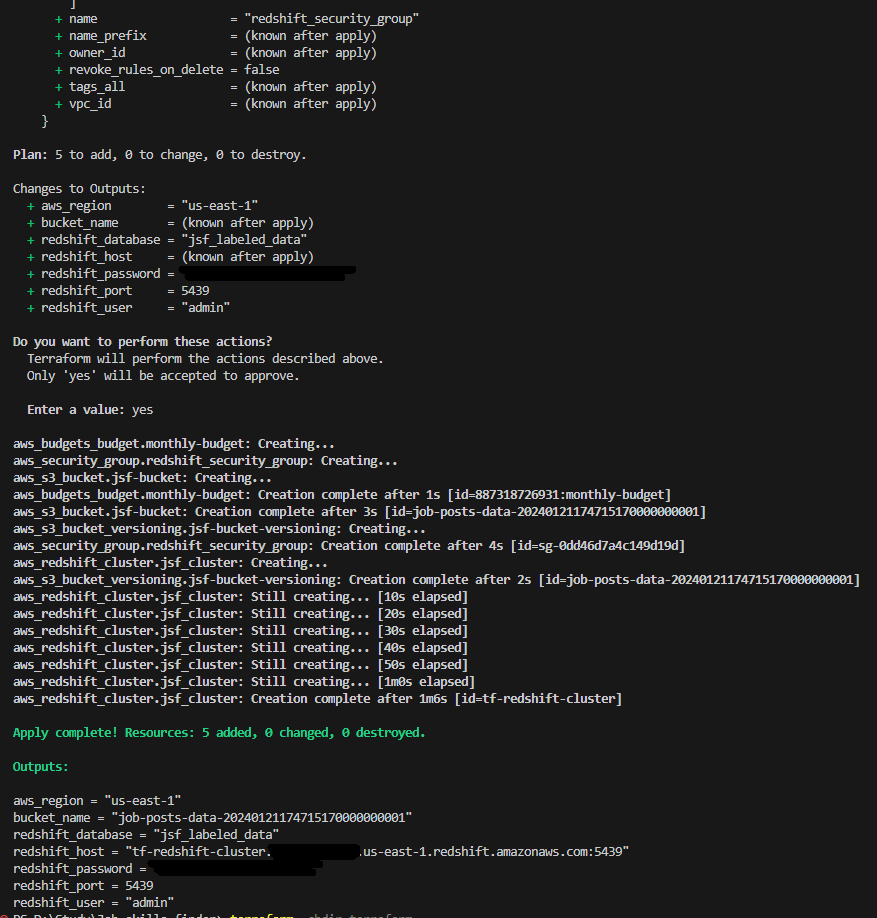 ]
+ name = "redshift_security_group"
+ name_prefix = (known after apply)
+ owner_id = (known after apply)
+ revoke_rules_on_delete = false
+ tags_all = (known after apply)
+ vpc_id = (known after apply)
}
Plan: 5 to add, 0 to change, 0 to destroy.
Changes to Outputs:
+ aws_region = "us-east-1"
+ bucket_name = (known after apply)
+ redshift_database = "jsf_labeled_data"
+ redshift_host = (known after apply)
+ redshift_password =
+ redshift_port = 5439
+ redshift_user = "admin"
Do you want to perform these actions?
Terraform will perform the actions described above.
Only 'yes' will be accepted to approve.
Enter a value: yes
aws_budgets_budget.monthly-budget: Creating...
aws_security_group.redshift_security_group: Creating...
aws_s3_bucket.jsf-bucket: Creating...
aws_budgets_budget.monthly-budget: Creation complete after 1s [id=887318726931:monthly-budget]
aws_s3_bucket.jsf-bucket: Creation complete after 3s [id=job-posts-data-20240121174715170000000001]
aws_s3_bucket_versioning.jsf-bucket-versioning: Creating...
aws_security_group.redshift_security_group: Creation complete after 4s [id=sg-0dd46d7a4c149d19d]
aws_redshift_cluster.jsf_cluster: Creating...
aws_s3_bucket_versioning.jsf-bucket-versioning: Creation complete after 2s [id=job-posts-data-20240121174715170000000001]
aws_redshift_cluster.jsf_cluster: Still creating... [10s elapsed]
aws_redshift_cluster.jsf_cluster: Still creating... [20s elapsed]
aws_redshift_cluster.jsf_cluster: Still creating... [30s elapsed]
aws_redshift_cluster.jsf_cluster: Still creating... [40s elapsed]
aws_redshift_cluster.jsf_cluster: Still creating... [50s elapsed]
aws_redshift_cluster.jsf_cluster: Still creating... [1m0s elapsed]
aws_redshift_cluster.jsf_cluster: Creation complete after 1m6s [id=tf-redshift-cluster]
Apply complete! Resources: 5 added, 0 changed, 0 destroyed.
Outputs:
aws_region = "us-east-1"
bucket_name = "job-posts-data-20240121174715170000000001"
redshift_database = "jsf_labeled_data"
redshift_host = "tf-redshift-cluster. .us-east-1.redshift.amazonaws.com:5439"
redshift_password =
redshift_port = 5439
redshift_user = "admin"